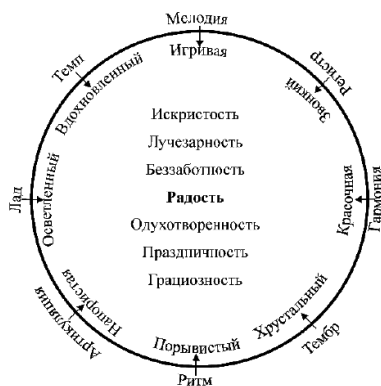 Мелодия
Игривая
Регистр
Звонкий
Гармония
Красочная
Тембр
Хрустальный
Ритм
Порывистый
Артикуляция
Напористая
Лад
Осветленный
Темп
Вдохновленный
Искристость
Лучезарность
Беззаботность
Радость
Одухотворенность
Праздничность
Грациозность